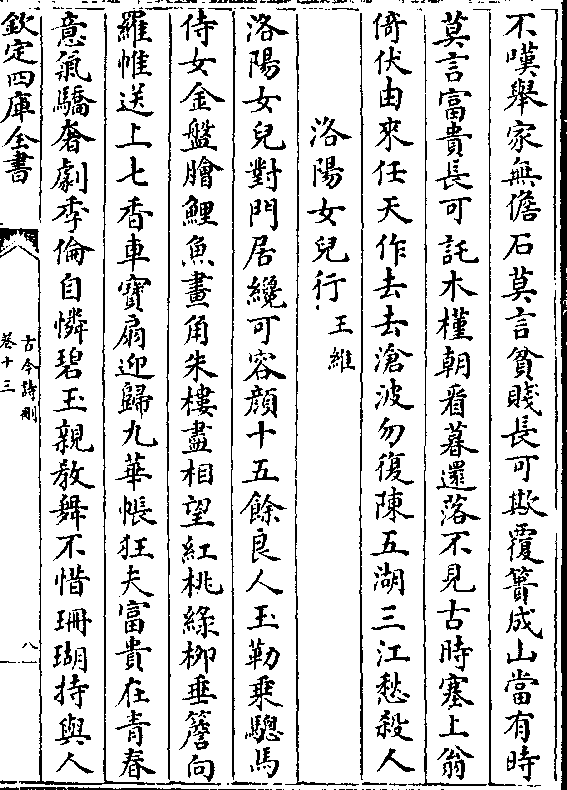 不嘆舉家無儋石莫言貧賤長可欺覆簣成山當有時
莫言富貴長可託木槿朝看暮還落不見古時塞上翁
倚伏由來任天作去去滄波勿復陳五湖三江愁殺人
洛陽女兒行 王維
洛陽女兒對門居纔可容顔十五餘良人玉勒乘驄馬
侍女金盤膾鯉魚畫角朱樓盡相望紅桃綠柳垂簷向
羅帷送上七香車寳扇迎歸九華帳狂夫富貴在青春
意氣驕奢劇季倫自憐碧玉親教舞不惜珊瑚持與人
欽定四庫全書
古今詩刪
卷十三
八